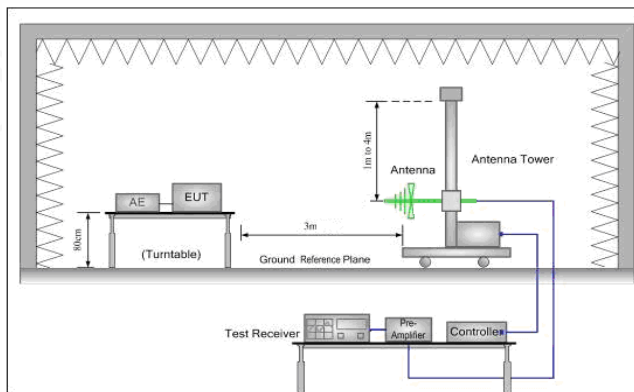 1m to 4m
Antenna
Antenna Tower
AE
EUT
80cm
(Turntable)
3m
Ground Reference Plane
Test Receiver
Pre-
Amplifier
Controller